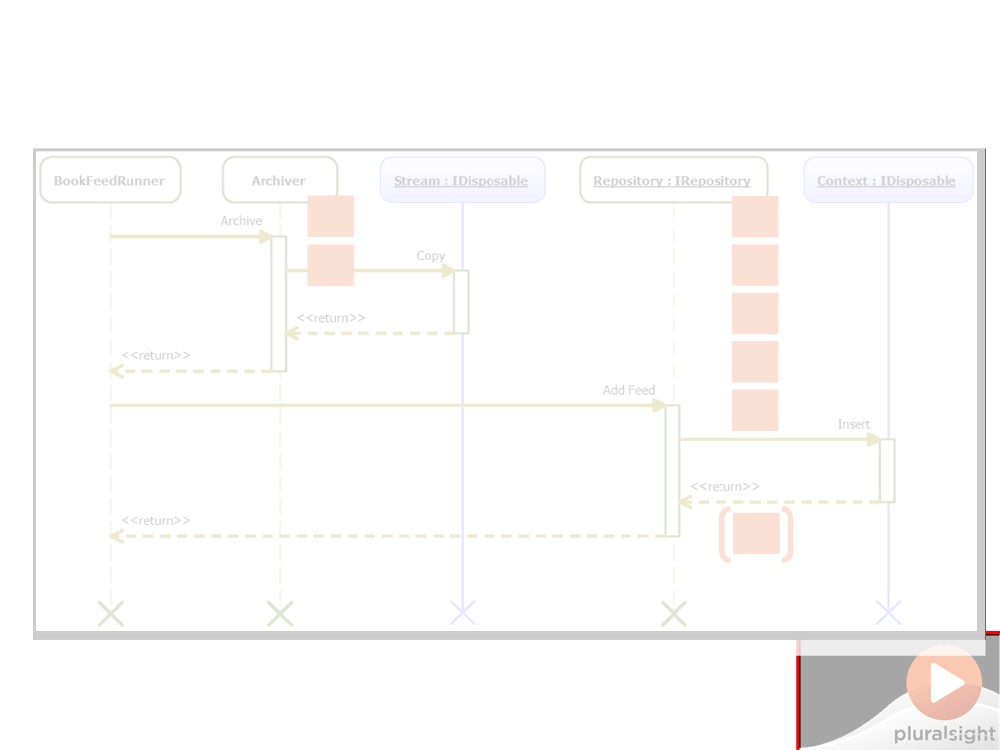 BookFeedRunner
Archiver
Stream : IDisposable
Repository : IRepository
Context : IDisposable
Archive
Copy
<<return>>
<<return>>
Add Feed
Insert
<<return>>
<<return>>
pluralsight